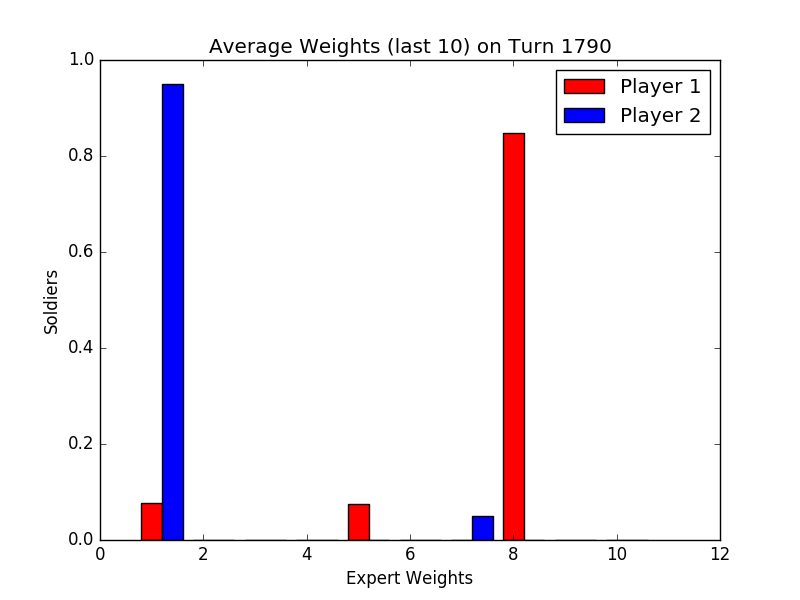 Average Weights (last 10) on Turn 1790
Player 1
Player 2
1.0
0.8
0.6
0.4
0.2
0.0
Soldiers
0 2 4 6 8 10 12
Expert Weights